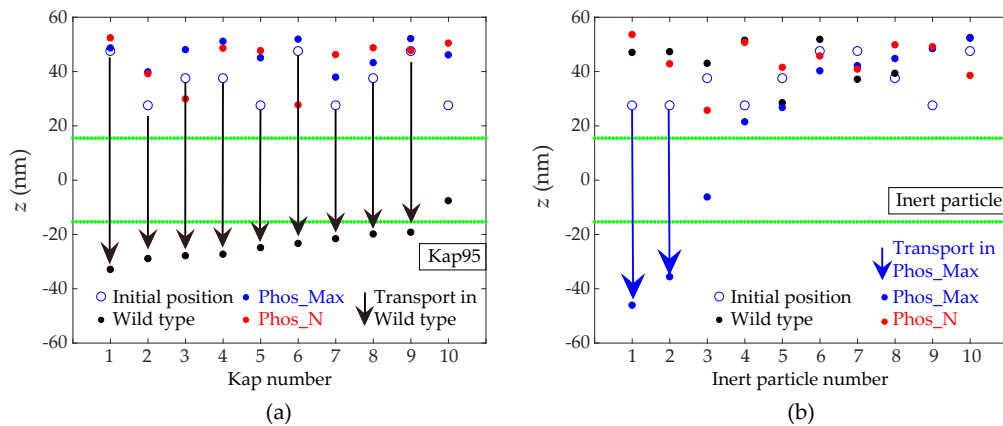 60
40
20
0
-20
-40
-60
z (nm)
Kap95
Initial position
Phos_Max
Transport in
Wild type
Phos_N
Wild type
1 2 3 4 5 6 7 8 9 10
Kap number
(a)
60
40
20
0
-20
-40
-60
z (nm)
Inert particle
Transport in
Phos_Max
Initial position
Phos_Max
Wild type
Phos_N
1 2 3 4 5 6 7 8 9 10
Inert particle number
(b)